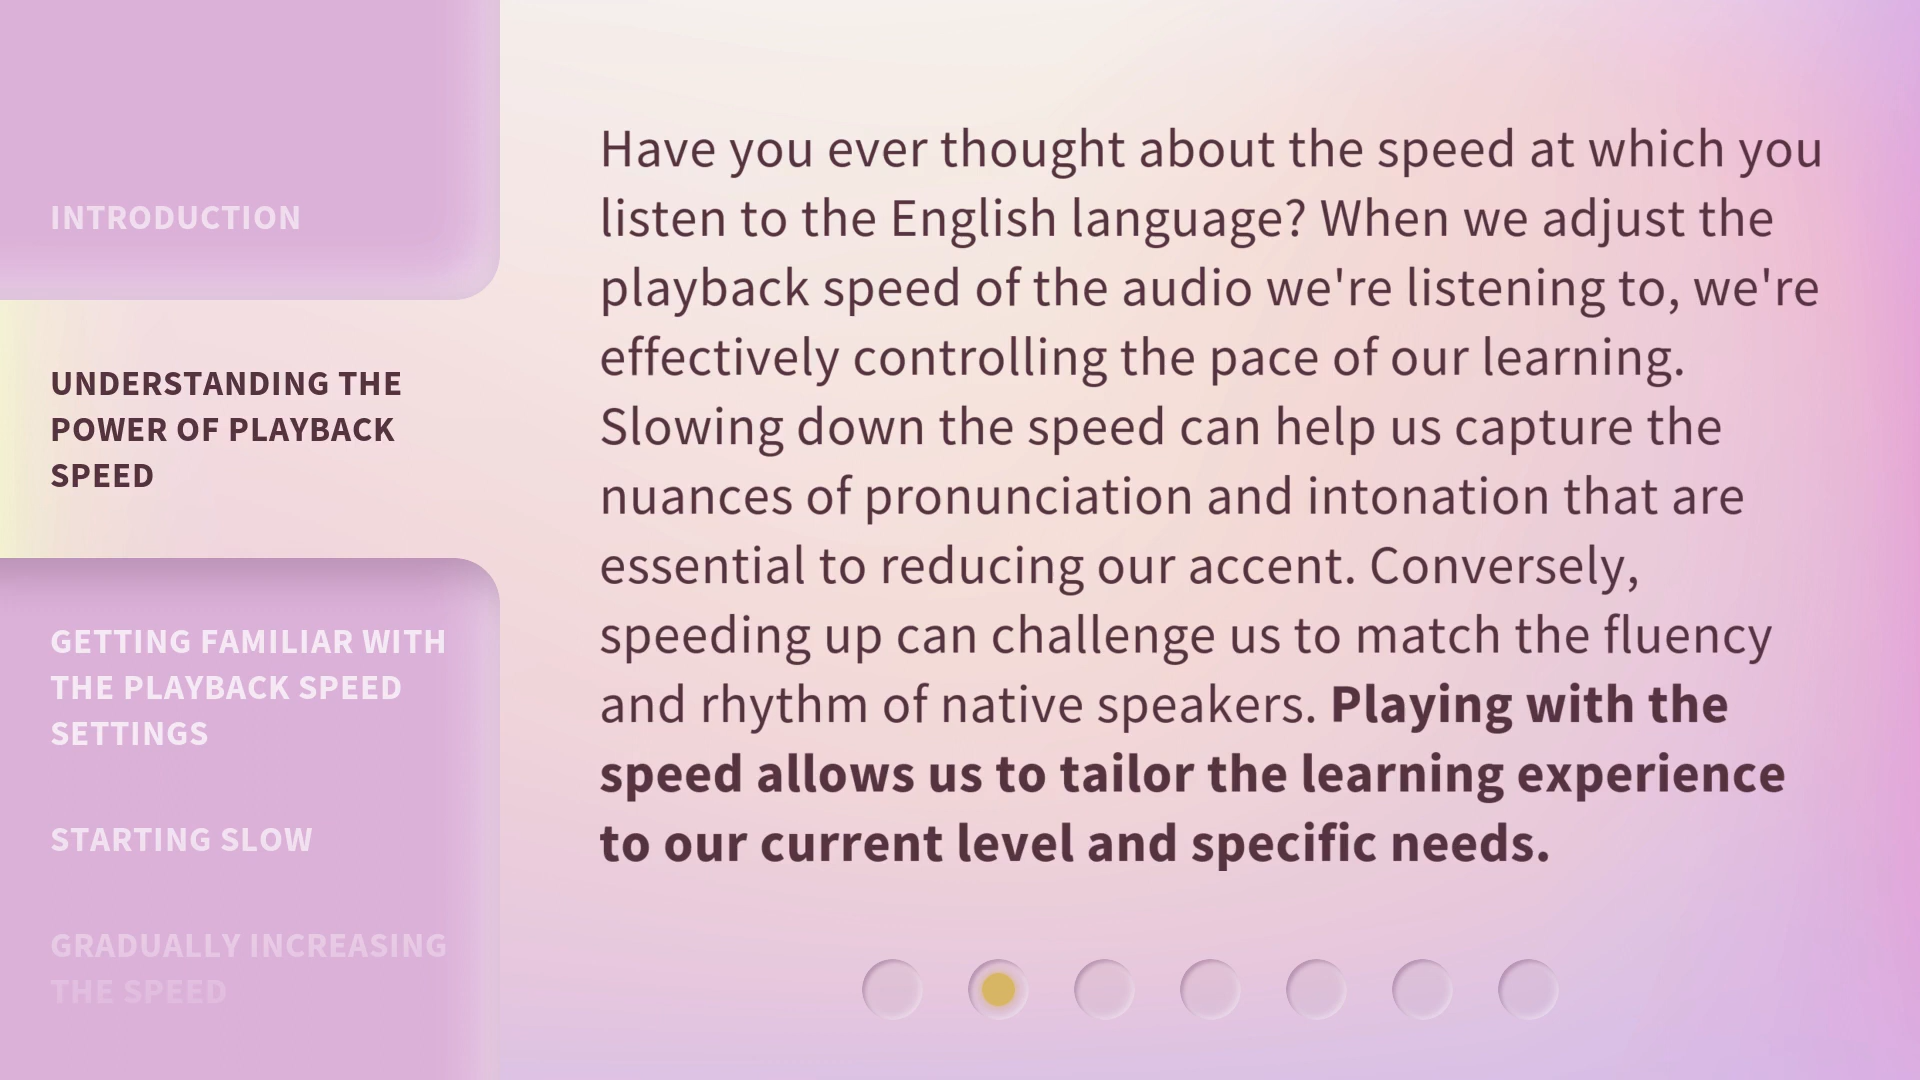 INTRODUCTION
UNDERSTANDING THE
POWER OF PLAYBACK
SPEED
GETTING FAMILIAR WITH
THE PLAYBACK SPEED
SETTINGS
STARTING SLOW
GRADUALLY INCREASING
THE SPEED
Have you ever thought about the speed at which you
listen to the English language? When we adjust the
playback speed of the audio we're listening to, we're
effectively controlling the pace of our learning.
Slowing down the speed can help us capture the
nuances of pronunciation and intonation that are
essential to reducing our accent. Conversely,
speeding up can challenge us to match the fluency
and rhythm of native speakers. Playing with the
speed allows us to tailor the learning experience
to our current level and specific needs.